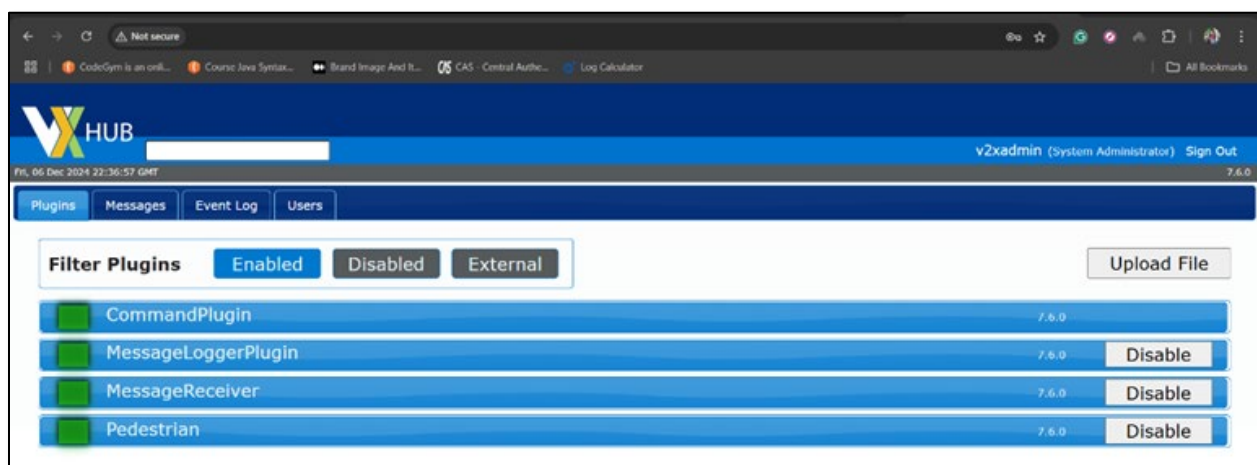 Not secure
CodeGym is an onli... Course Java Syntax... Brand Image And It... CAS - Central Authe... Log Calculator All Bookmarks
VX HUB
v2xadmin (System Administrator) Sign Out
Fri, 06 Dec 2024 22:36:57 GMT 7.6.0
Plugins Messages Event Log Users
Filter Plugins Enabled Disabled External Upload File
CommandPlugin 7.6.0
MessageLoggerPlugin 7.6.0 Disable
MessageReceiver 7.6.0 Disable
Pedestrian 7.6.0 Disable